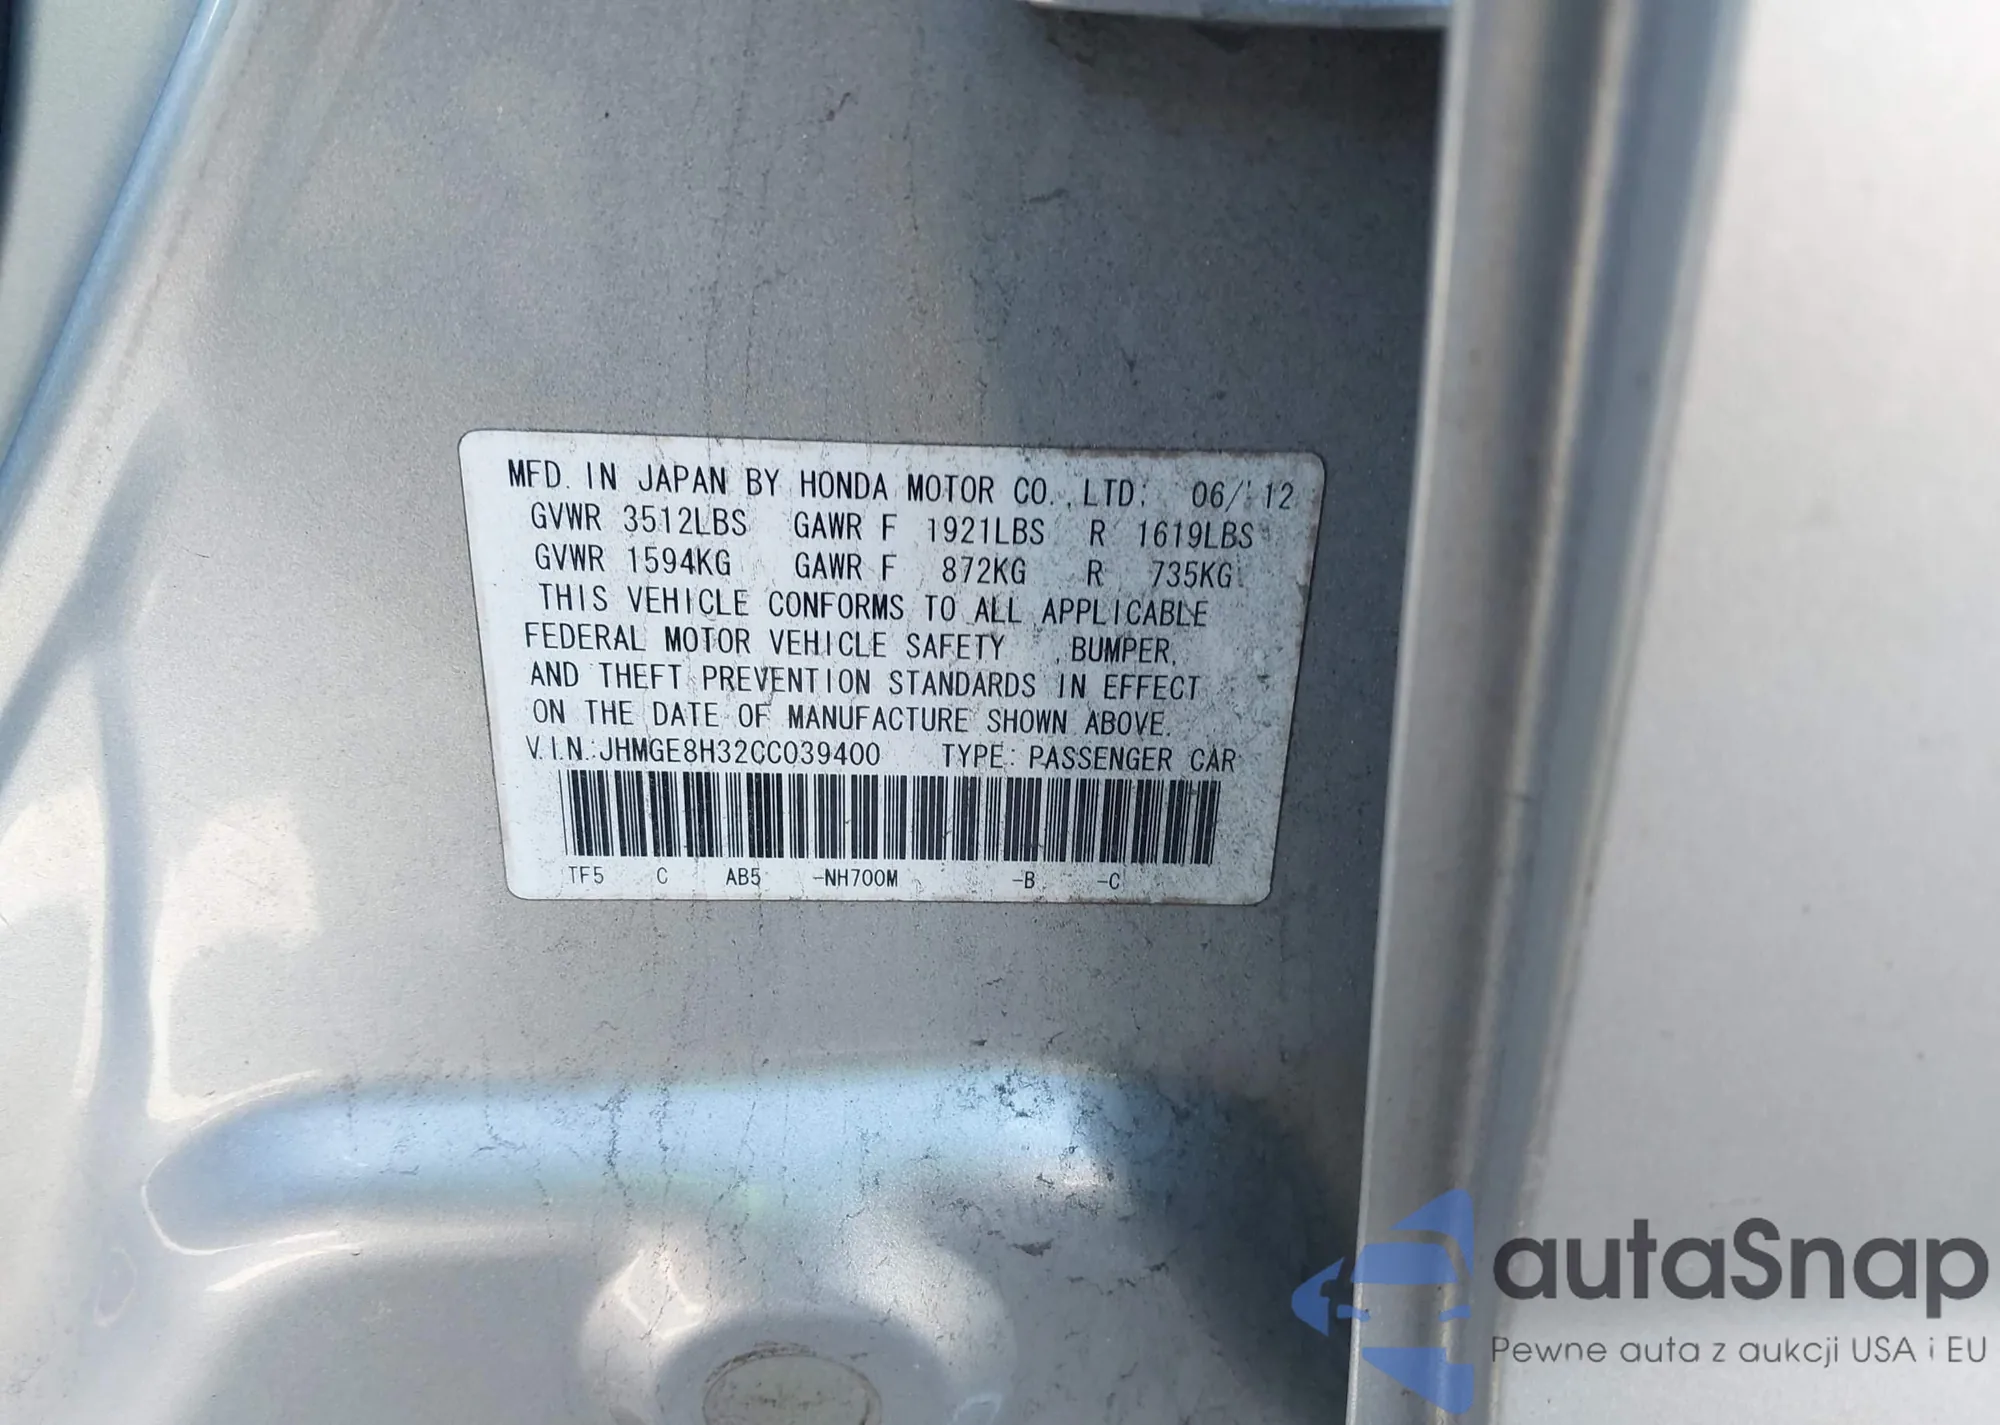 MFD. IN JAPAN BY HONDA MOTOR CO.,LTD. 06/12
GVWR 3512LBS GAWR F 1921LBS R 1619LBS
GVWR 1594KG GAWR F 872KG R 735KG
THIS VEHICLE CONFORMS TO ALL APPLICABLE
FEDERAL MOTOR VEHICLE SAFETY , BUMPER,
AND THEFT PREVENTION STANDARDS IN EFFECT
ON THE DATE OF MANUFACTURE SHOWN ABOVE.
V.I.N.:JHMGE8H32CC039400 TYPE: PASSENGER CAR
TF5 C AB5 -NH700M -B -C
autaSnap
Pewne auta z aukcji USA i EU